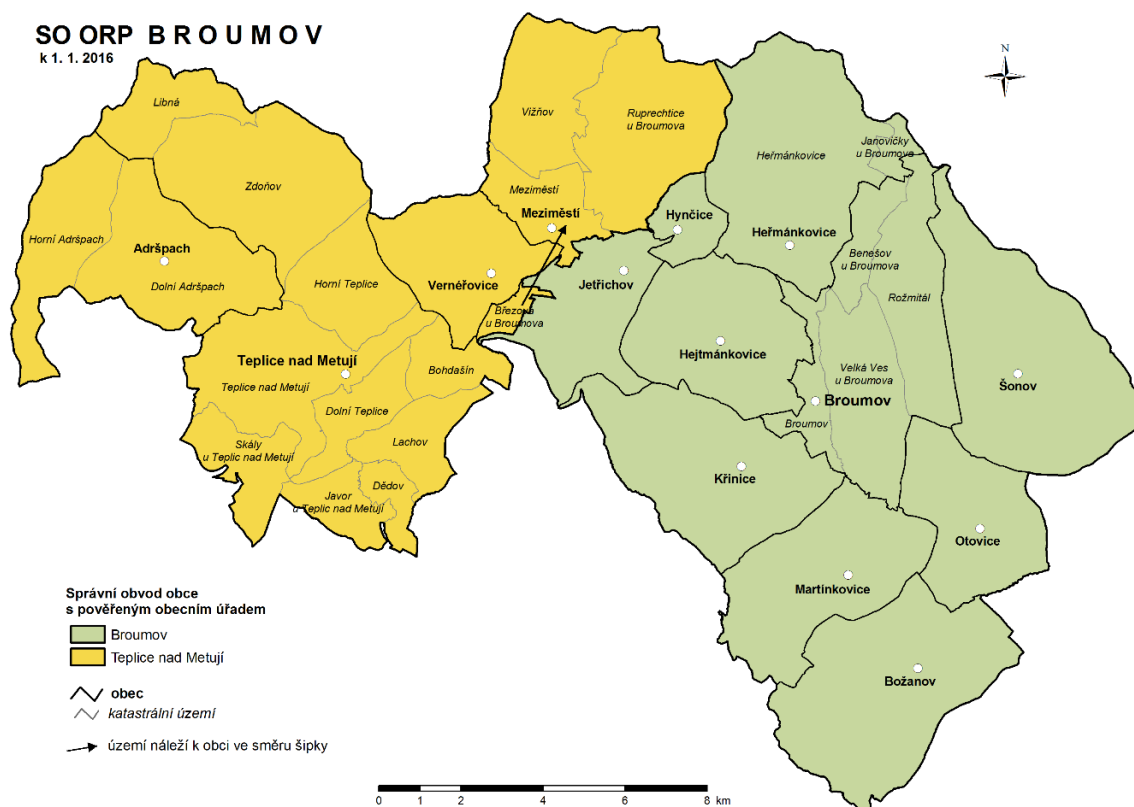 SO ORP BROUMOV
k 1. 1. 2016
N
Libná
Vižňov
Ruprechtice
u Broumova
Janovičky
u Broumova
Heřmánkovice
Zdoňov
Meziměstí
Meziměstí
Hynčice
Heřmánkovice
Horní Adršpach
Adršpach
Dolní Adršpach
Horní Teplice
Vernéřovice
Jetřichov
Benešov
u Broumova
Rožmitál
Březová
u Broumova
Hejtmánkovice
Teplice nad Metují
Teplice nad Metují
Bohdašín
Velká Ves
u Broumova
Šonov
Broumov
Broumov
Dolní Teplice
Lachov
Skály
u Teplic nad Metují
Křinice
Dědov
Javor
u Teplic nad Metují
Otovice
Martínkovice
Božanov
Správní obvod obce
s pověřeným obecním úřadem
Broumov
Teplice nad Metují
obec
katastrální území
území náleží k obci ve směru šipky
0 1 2 4 6 8 km